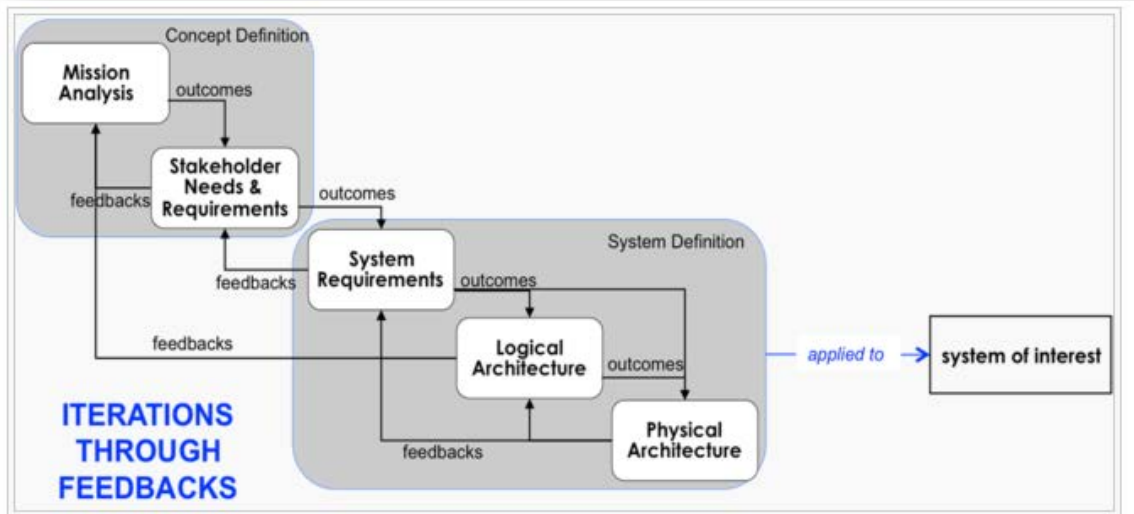 Concept Definition
Mission
Analysis
outcomes
Stakeholder
Needs &
Requirements
feedbacks
outcomes
System Definition
System
Requirements
feedbacks
outcomes
feedbacks
Logical
Architecture
outcomes
applied to
system of interest
ITERATIONS
THROUGH
FEEDBACKS
Physical
Architecture
feedbacks